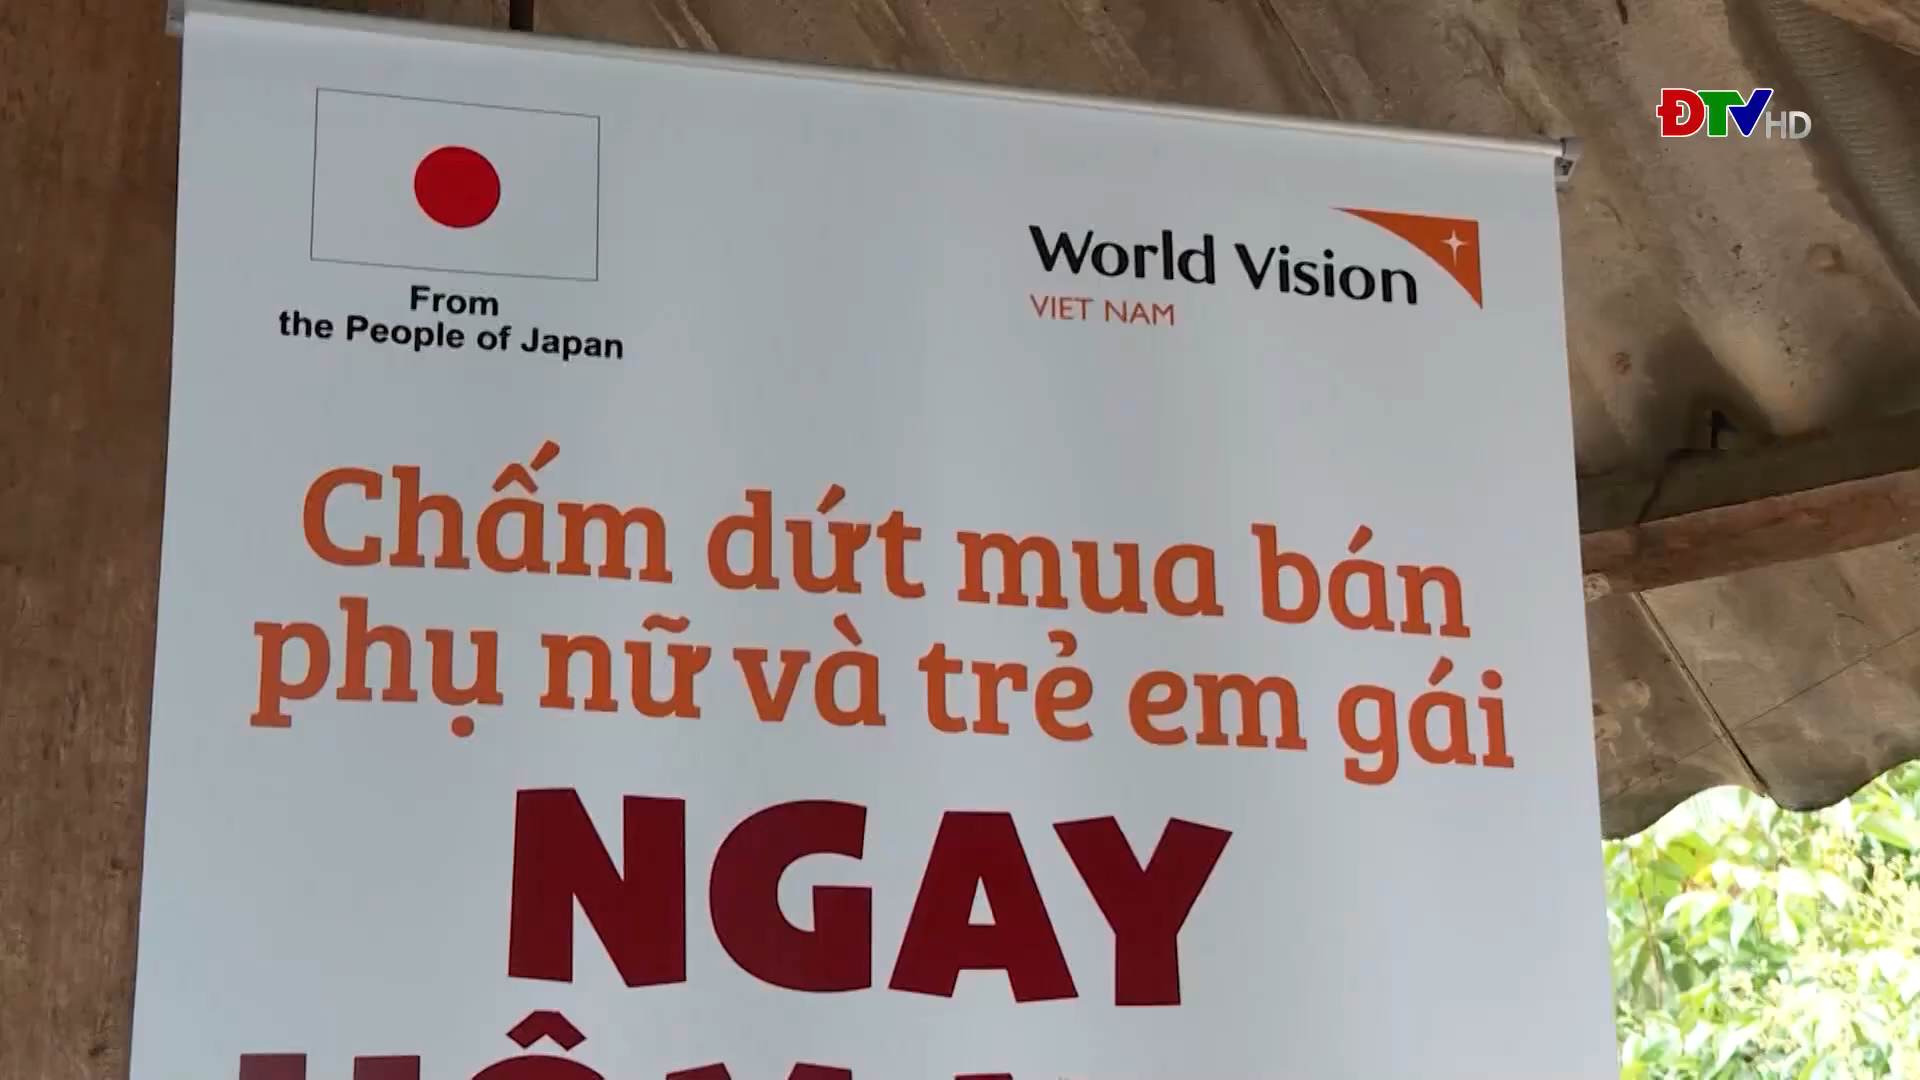 ĐTV HD
From
the People of Japan
World Vision
VIET NAM
Chấm dứt mua bán
phụ nữ và trẻ em gái
NGAY